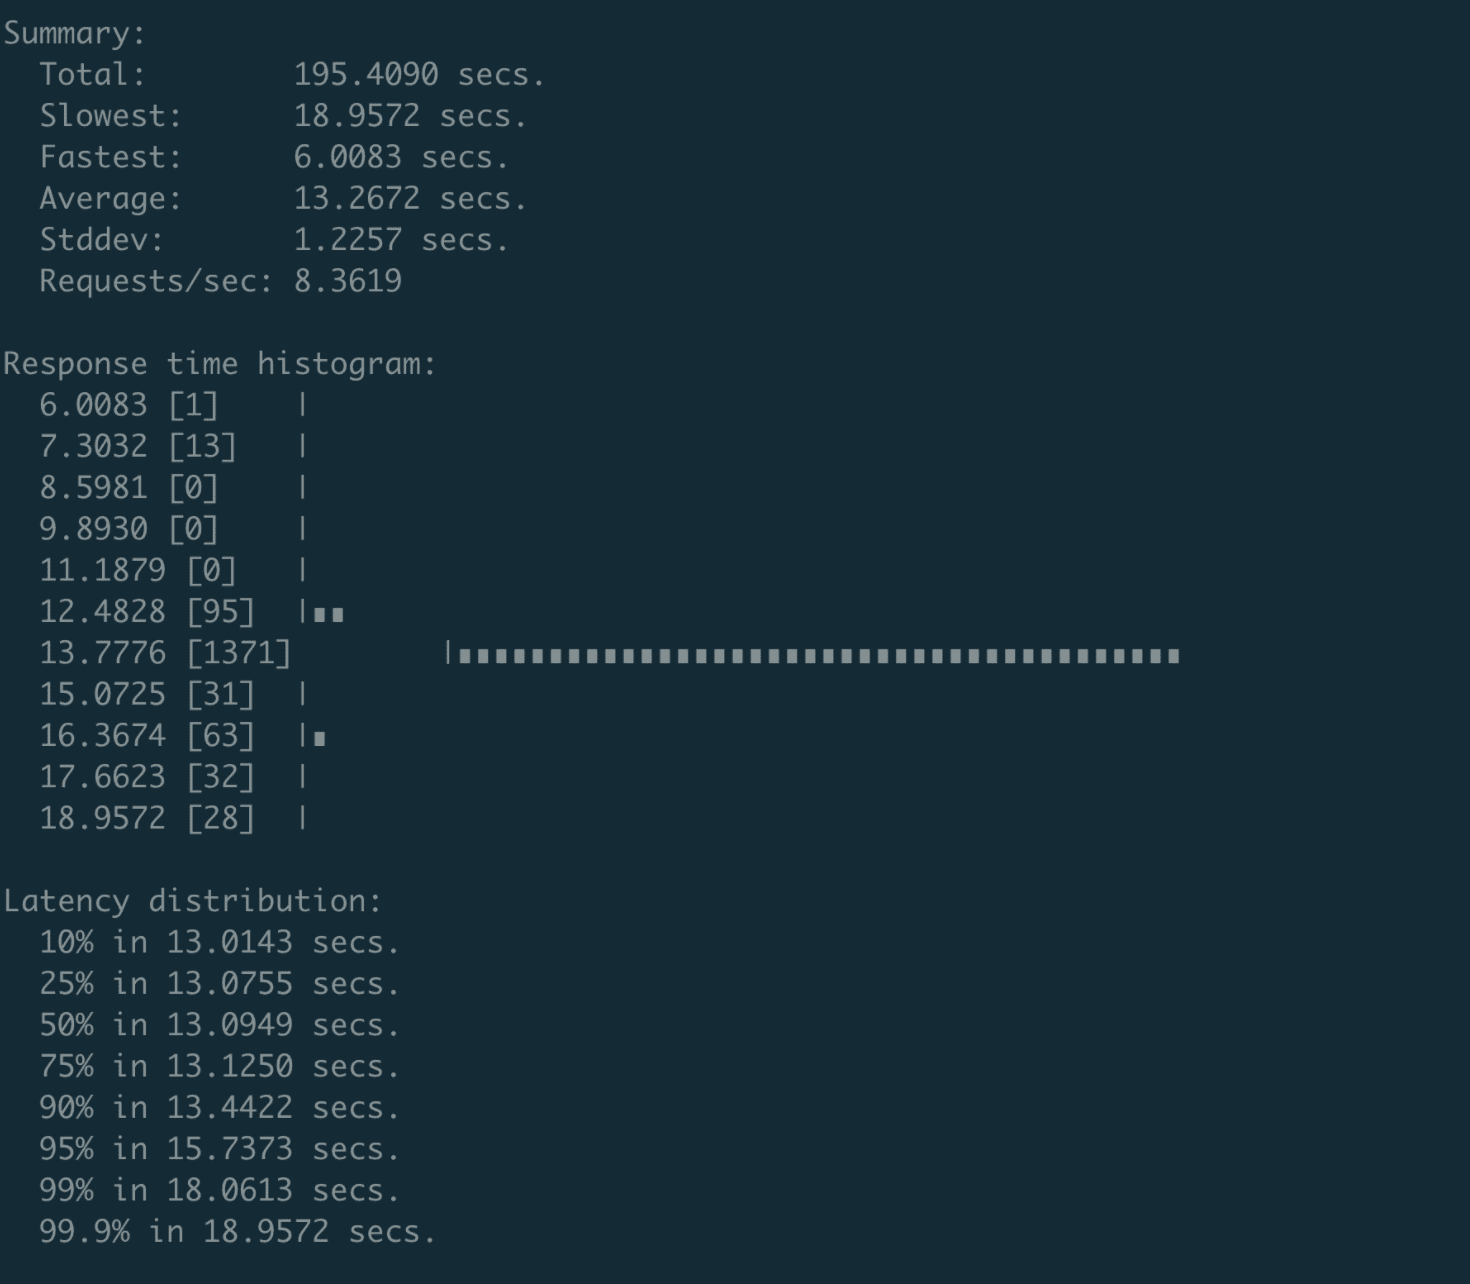 Summary:
  Total:        195.4090 secs.
  Slowest:      18.9572 secs.
  Fastest:      6.0083 secs.
  Average:      13.2672 secs.
  Stddev:       1.2257 secs.
  Requests/sec: 8.3619

Response time histogram:
  6.0083 [1]    |
  7.3032 [13]   |
  8.5981 [0]    |
  9.8930 [0]    |
  11.1879 [0]   |
  12.4828 [95]  |∎∎
  13.7776 [1371]        |∎∎∎∎∎∎∎∎∎∎∎∎∎∎∎∎∎∎∎∎∎∎∎∎∎∎∎∎∎∎∎∎∎∎∎∎∎∎∎∎
  15.0725 [31]  |
  16.3674 [63]  |∎
  17.6623 [32]  |
  18.9572 [28]  |

Latency distribution:
  10% in 13.0143 secs.
  25% in 13.0755 secs.
  50% in 13.0949 secs.
  75% in 13.1250 secs.
  90% in 13.4422 secs.
  95% in 15.7373 secs.
  99% in 18.0613 secs.
  99.9% in 18.9572 secs.